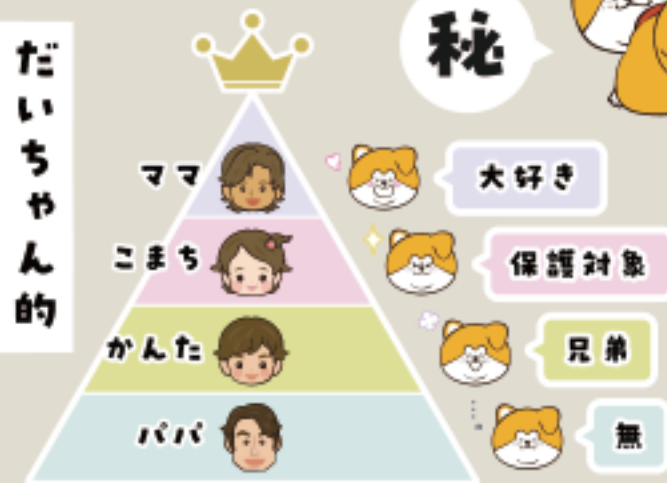 だいちゃん的
秘
ママ
大好き
こまち
保護対象
かんた
兄弟
パパ
無